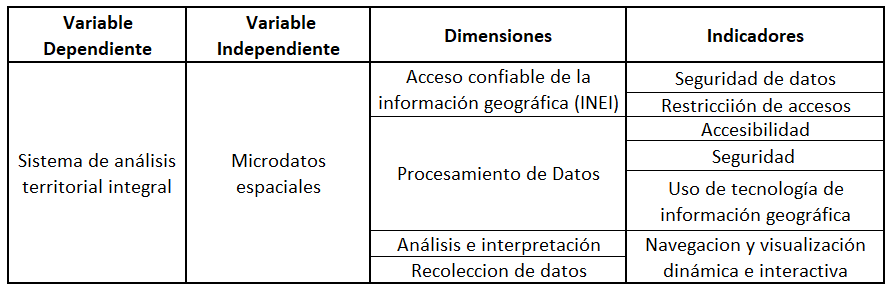 Variable
Dependiente
Variable
Independiente
Dimensiones
Indicadores
Sistema de análisis
territorial integral
Microdatos
espaciales
Acceso confiable de la
información geográfica (INEI)
Seguridad de datos
Restricciión de accesos
Procesamiento de Datos
Accesibilidad
Seguridad
Uso de tecnología de
información geográfica
Análisis e interpretación
Recoleccion de datos
Navegacion y visualización
dinámica e interactiva